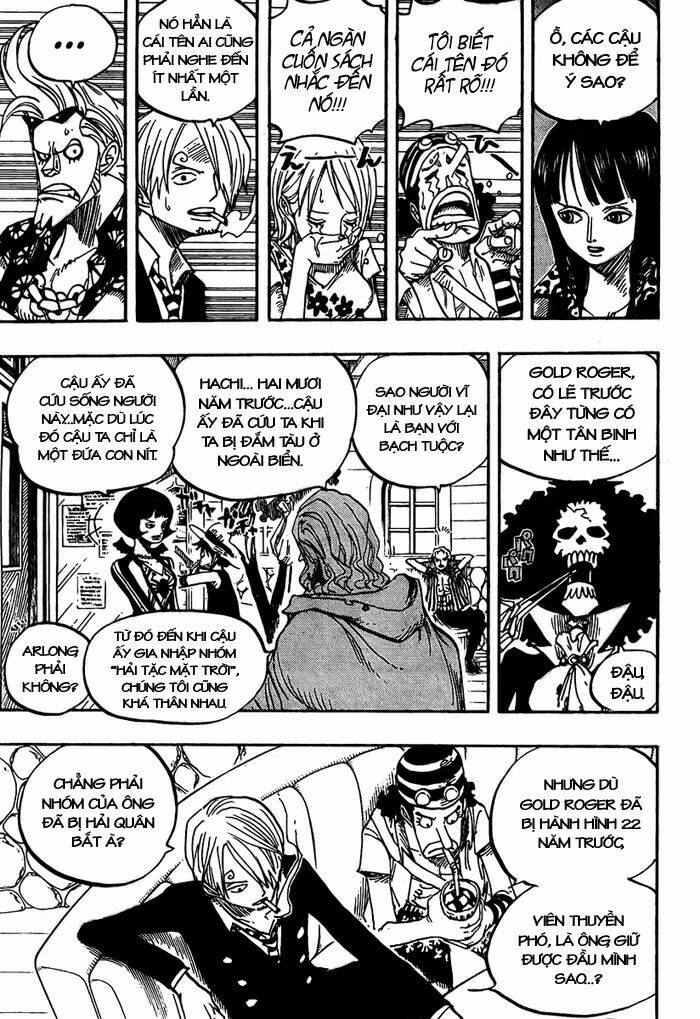 Ồ, CÁC CẬU
KHÔNG ĐỂ
Ý SAO?
TÔI BIẾT
CÁI TÊN ĐÓ
RẤT RÕ!!!
CẢ NGÀN
CUỐN SÁCH
NHẮC ĐẾN
NÓ!!!
NÓ HẲN LÀ
CÁI TÊN AI CŨNG
PHẢI NGHE ĐẾN
ÍT NHẤT MỘT
LẦN.
...
GOLD ROGER,
CÓ LẼ TRƯỚC
ĐÂY TỪNG CÓ
MỘT TÂN BINH
NHƯ THẾ...
ĐẬU,
ĐẬU.
SAO NGƯỜI VĨ
ĐẠI NHƯ VẬY LẠI
LÀ BẠN VỚI
BẠCH TUỘC?
HACHI... HAI MƯƠI
NĂM TRƯỚC...CẬU
ẤY ĐÃ CỨU TA KHI
TA BỊ ĐẮM TÀU Ở
NGOÀI BIỂN.
CẬU ẤY ĐÃ
CỨU SỐNG NGƯỜI
NÀY..MẶC DÙ LÚC
ĐÓ CẬU TA CHỈ LÀ
MỘT ĐỨA CON NÍT.
TỪ ĐÓ ĐẾN KHI CẬU
ẤY GIA NHẬP NHÓM
"HẢI TẶC MẶT TRỜI",
CHÚNG TÔI CŨNG
KHÁ THÂN NHAU.
ARLONG
PHẢI
KHÔNG?
NHƯNG DÙ
GOLD ROGER ĐÃ
BỊ HÀNH HÌNH 22
NĂM TRƯỚC,
VIÊN THUYỀN
PHÓ, LÀ ÔNG GIỮ
ĐƯỢC ĐẦU MÌNH
SAO...?
CHẲNG PHẢI
NHÓM CỦA ÔNG
ĐÃ BỊ HẢI QUÂN
BẮT À?